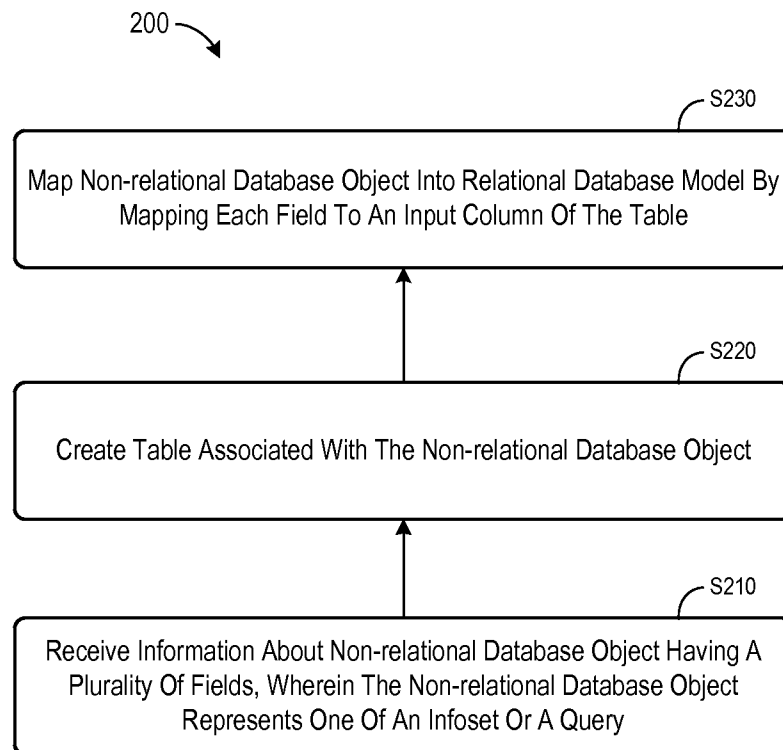 200
S230
Map Non-relational Database Object Into Relational Database Model By
Mapping Each Field To An Input Column Of The Table
S220
Create Table Associated With The Non-relational Database Object
S210
Receive Information About Non-relational Database Object Having A
Plurality Of Fields, Wherein The Non-relational Database Object
Represents One Of An Infoset Or A Query